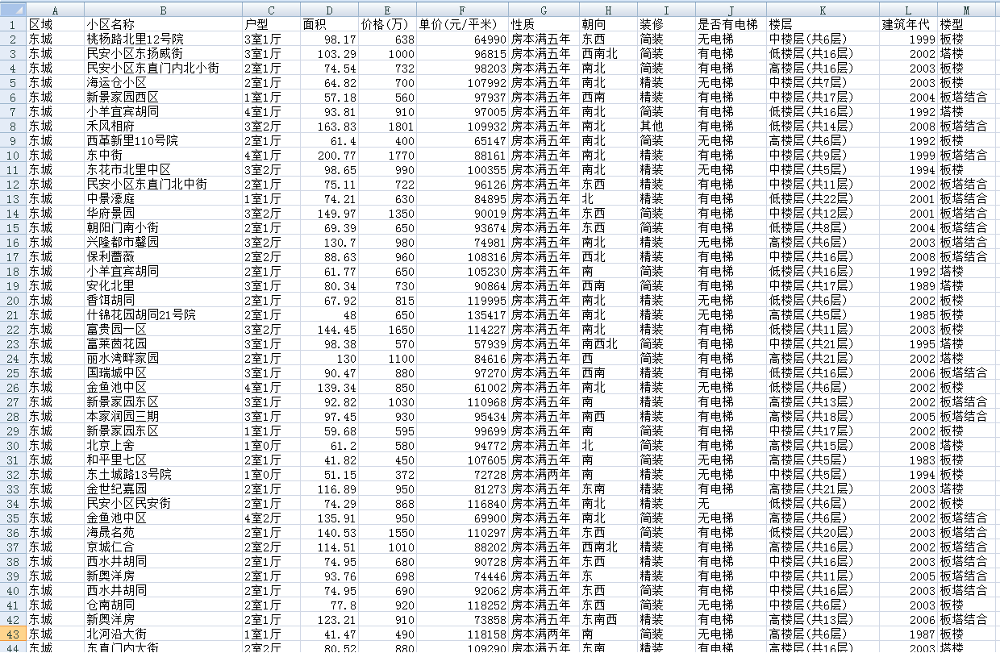 A B C D E F G H I J K L M
1 区域 小区名称 户型 面积 价格(万) 单价(元/平米) 性质 朝向 装修 是否有电梯 楼层 建筑年代 楼型
2 东城 桃杨路北里12号院 3室1厅 98.17 638 64990 房本满五年 东西 简装 无电梯 中楼层(共6层) 1999 板楼
3 东城 民安小区东扬威街 3室1厅 103.29 1000 96815 房本满五年 西南北 简装 有电梯 低楼层(共16层) 2002 塔楼
4 东城 民安小区东直门内北小街 2室1厅 74.54 732 98203 房本满五年 南北 简装 有电梯 高楼层(共16层) 2003 板楼
5 东城 海运仓小区 2室1厅 64.82 700 107992 房本满五年 南北 精装 无电梯 中楼层(共7层) 2003 板楼
6 东城 新景家园西区 1室1厅 57.18 560 97937 房本满五年 西南 简装 有电梯 中楼层(共17层) 2004 板塔结合
7 东城 小羊宜宾胡同 4室1厅 93.81 910 97005 房本满五年 南北 简装 有电梯 低楼层(共16层) 1992 塔楼
8 东城 禾风相府 3室2厅 163.83 1801 109932 房本满五年 南北 其他 有电梯 低楼层(共14层) 2008 板塔结合
9 东城 西革新里110号院 2室1厅 61.4 400 65147 房本满五年 南北 简装 无电梯 高楼层(共6层) 1992 板楼
10 东城 东中街 4室1厅 200.77 1770 88161 房本满五年 南北 精装 有电梯 中楼层(共9层) 1999 板塔结合
11 东城 东花市北里中区 3室2厅 98.65 990 100355 房本满五年 南北 简装 无电梯 中楼层(共5层) 1994 板楼
12 东城 民安小区东直门北中街 2室1厅 75.11 722 96126 房本满五年 东西 精装 有电梯 中楼层(共11层) 2002 板塔结合
13 东城 中景濠庭 1室1厅 74.21 630 84895 房本满五年 北 精装 有电梯 低楼层(共22层) 2001 板塔结合
14 东城 华府景园 3室2厅 149.97 1350 90019 房本满五年 东西 简装 有电梯 中楼层(共12层) 2001 板塔结合
15 东城 朝阳门南小街 2室1厅 69.39 650 93674 房本满五年 东西 简装 有电梯 低楼层(共8层) 2004 板塔结合
16 东城 兴隆都市馨园 3室2厅 130.7 980 74981 房本满五年 南北 精装 无电梯 高楼层(共6层) 2003 板塔结合
17 东城 保利蔷薇 2室2厅 88.63 960 108316 房本满五年 西北 精装 有电梯 中楼层(共16层) 2008 板塔结合
18 东城 小羊宜宾胡同 2室1厅 61.77 650 105230 房本满五年 南 简装 有电梯 低楼层(共16层) 1992 塔楼
19 东城 安化北里 3室1厅 80.34 730 90864 房本满五年 西南 简装 有电梯 中楼层(共17层) 1989 塔楼
20 东城 香饵胡同 2室1厅 67.92 815 119995 房本满五年 南北 精装 无电梯 低楼层(共6层) 2002 板楼
21 东城 什锦花园胡同21号院 2室1厅 48 650 135417 房本满五年 南北 精装 无电梯 高楼层(共5层) 1985 板楼
22 东城 富贵园一区 3室2厅 144.45 1650 114227 房本满五年 南北 精装 有电梯 低楼层(共11层) 2003 板楼
23 东城 富莱茵花园 3室1厅 98.38 570 57939 房本满五年 南西北 简装 有电梯 中楼层(共21层) 1995 塔楼
24 东城 丽水湾畔家园 2室1厅 130 1100 84616 房本满五年 西 精装 有电梯 高楼层(共21层) 2002 塔楼
25 东城 国瑞城中区 3室1厅 90.47 880 97270 房本满五年 西南 精装 有电梯 低楼层(共16层) 2006 板塔结合
26 东城 金鱼池中区 4室1厅 139.34 850 61002 房本满五年 南北 精装 无电梯 低楼层(共6层) 2002 板楼
27 东城 新景家园东区 3室1厅 92.82 1030 110968 房本满五年 南 精装 有电梯 高楼层(共13层) 2002 板塔结合
28 东城 本家润园三期 3室1厅 97.45 930 95434 房本满五年 南西 精装 有电梯 高楼层(共18层) 2005 板塔结合
29 东城 新景家园东区 1室1厅 59.68 595 99699 房本满五年 南 简装 有电梯 中楼层(共17层) 2002 板楼
30 东城 北京上舍 1室0厅 61.2 580 94772 房本满五年 北 简装 有电梯 高楼层(共15层) 2008 塔楼
31 东城 和平里七区 2室1厅 41.82 450 107605 房本满五年 南 精装 无电梯 高楼层(共5层) 1983 板楼
32 东城 东土城路13号院 1室0厅 51.15 372 72728 房本满两年 南 简装 无电梯 中楼层(共5层) 1994 板楼
33 东城 金世纪嘉园 2室1厅 116.89 950 81273 房本满五年 东南 精装 有电梯 高楼层(共21层) 2003 塔楼
34 东城 民安小区民安街 2室1厅 74.29 868 116840 房本满五年 南北 精装 无 低楼层(共6层) 2002 板楼
35 东城 金鱼池中区 4室2厅 135.91 950 69900 房本满五年 南北 简装 无电梯 高楼层(共6层) 2002 板塔结合
36 东城 海晟名苑 2室1厅 140.53 1550 110297 房本满五年 东西 简装 有电梯 低楼层(共20层) 2003 板塔结合
37 东城 京城仁合 2室2厅 114.51 1010 88202 房本满五年 西南北 精装 有电梯 高楼层(共16层) 2002 板塔结合
38 东城 西水井胡同 2室1厅 74.95 680 90728 房本满五年 东西 精装 有电梯 中楼层(共16层) 2003 板塔结合
39 东城 新奥洋房 2室1厅 93.76 698 74446 房本满五年 东 精装 有电梯 中楼层(共11层) 2005 板塔结合
40 东城 西水井胡同 2室1厅 74.95 690 92062 房本满五年 东西 简装 有电梯 中楼层(共16层) 2003 板塔结合
41 东城 仓南胡同 2室1厅 77.8 920 118252 房本满五年 东西 简装 无电梯 中楼层(共6层) 2003 板楼
42 东城 新奥洋房 2室1厅 123.21 910 73858 房本满五年 东南西 精装 有电梯 高楼层(共13层) 2006 板塔结合
43 东城 北河沿大街 1室1厅 41.47 490 118158 房本满两年 南 精装 无电梯 高楼层(共6层) 1987 板楼
44 东城 东直门内大街 2室2厅 80.52 880 109290 房本满五年 东南 精装 有电梯 高楼层(共16层) 2005 塔楼